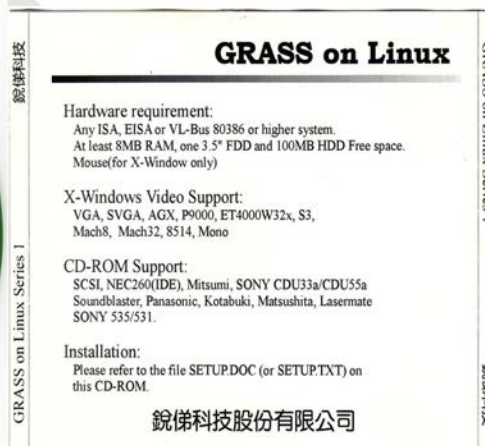 GRASS on Linux
Hardware requirement:
Any ISA, EISA or VL-Bus 80386 or higher system.
At least 8MB RAM, one 3.5" FDD and 100MB HDD Free space.
Mouse(for X-Window only)
X-Windows Video Support:
VGA, SVGA, AGX, P9000, ET4000W32x, S3,
Mach8, Mach32, 8514, Mono
CD-ROM Support:
SCSI, NEC260(IDE), Mitsumi, SONY CDU33a/CDU55a
Soundblaster, Panasonic, Kotabuki, Matsushita, Lasermate
SONY 535/531.
Installation:
Please refer to the file SETUP.DOC (or SETUP.TXT) on
this CD-ROM.
銳俤科技股份有限公司
銳俤科技
GRASS on Linux Series 1